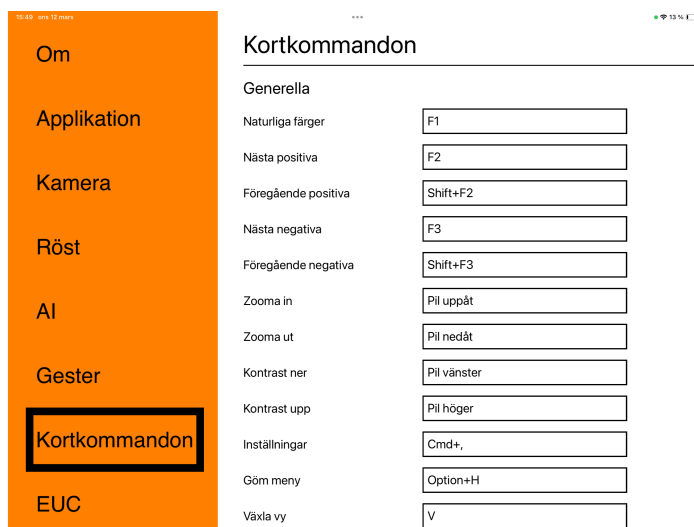 15:49 ons 12 mars
13 %
Om
Applikation
Kamera
Röst
AI
Gester
Kortkommandon
EUC
Kortkommandon
Generella
Naturliga färger F1
Nästa positiva F2
Föregående positiva Shift+F2
Nästa negativa F3
Föregående negativa Shift+F3
Zooma in Pil uppåt
Zooma ut Pil nedåt
Kontrast ner Pil vänster
Kontrast upp Pil höger
Inställningar Cmd+,
Göm meny Option+H
Växla vy V